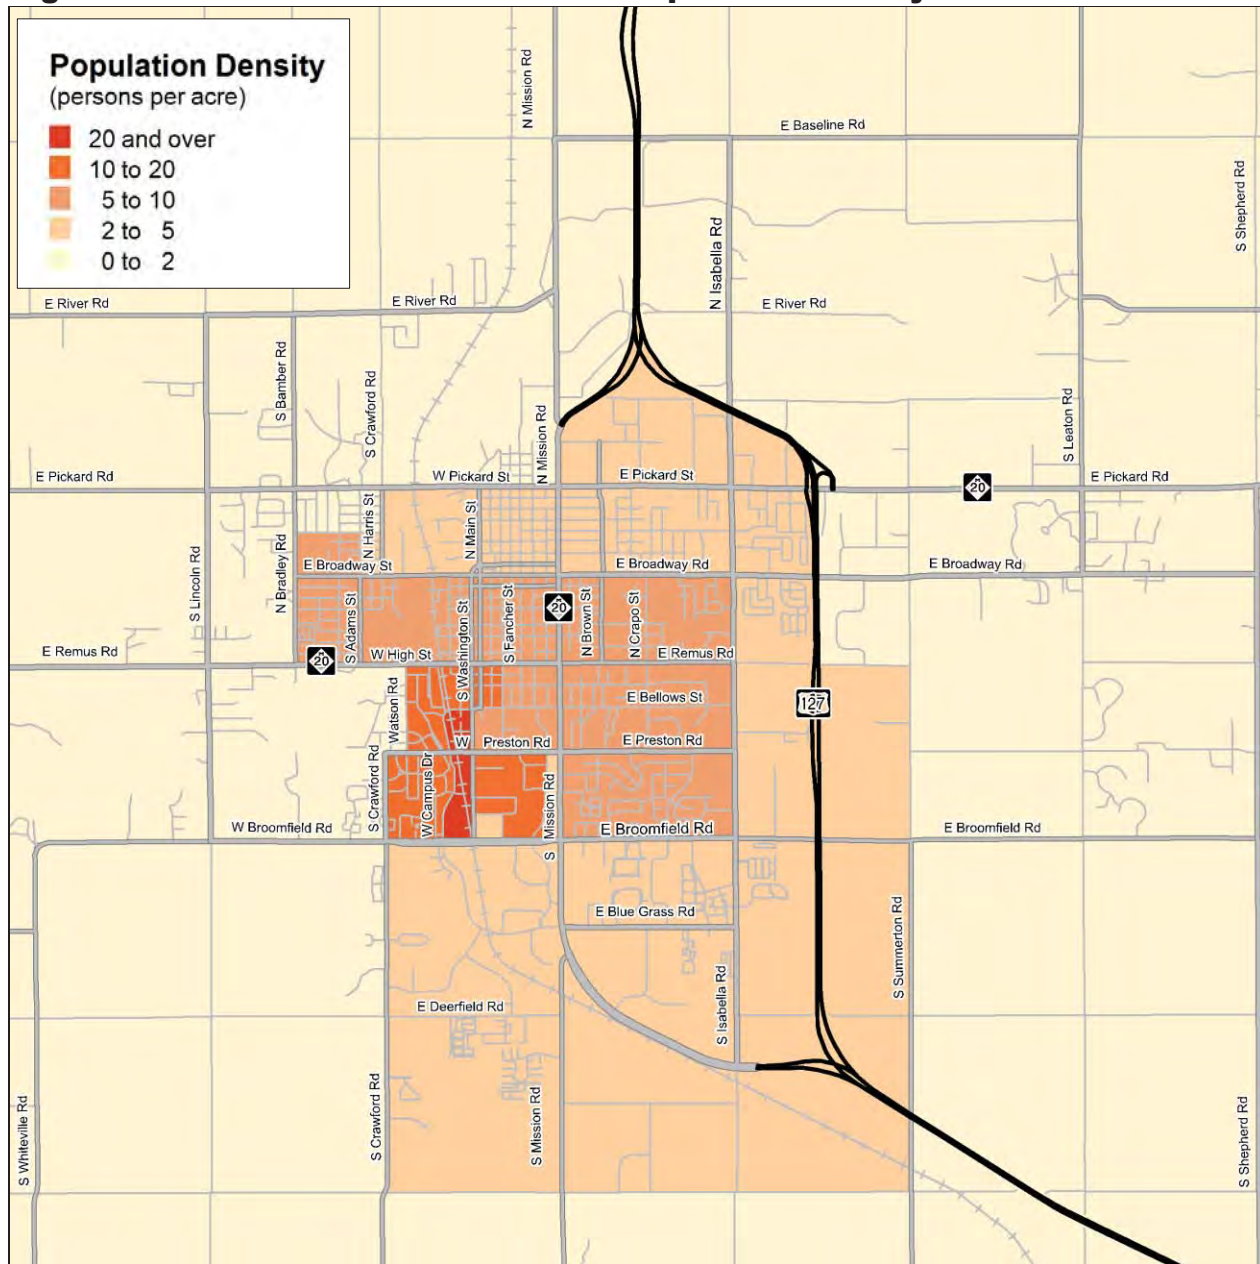 Population Density
(persons per acre)
20 and over
10 to 20
5 to 10
2 to 5
0 to 2
N Mission Rd
E Baseline Rd
S Shepherd Rd
N Isabella Rd
E River Rd
E River Rd
E River Rd
S Bamber Rd
S Crawford Rd
N Mission Rd
S Leaton Rd
E Pickard Rd
W Pickard St
E Pickard St
20
E Pickard Rd
N Harris St
N Main St
S Lincoln Rd
N Bradley Rd
E Broadway St
E Broadway Rd
E Broadway Rd
S Adams St
S Washington St
S Fancher St
20
N Brown St
N Crapo St
E Remus Rd
20
W High St
E Remus Rd
Watson Rd
E Bellows St
127
W Preston Rd
E Preston Rd
S Crawford Rd
W Campus Dr
S Mission Rd
W Broomfield Rd
E Broomfield Rd
E Broomfield Rd
E Blue Grass Rd
S Summerton Rd
S Isabella Rd
E Deerfield Rd
S Whiteville Rd
S Crawford Rd
S Mission Rd
S Shepherd Rd